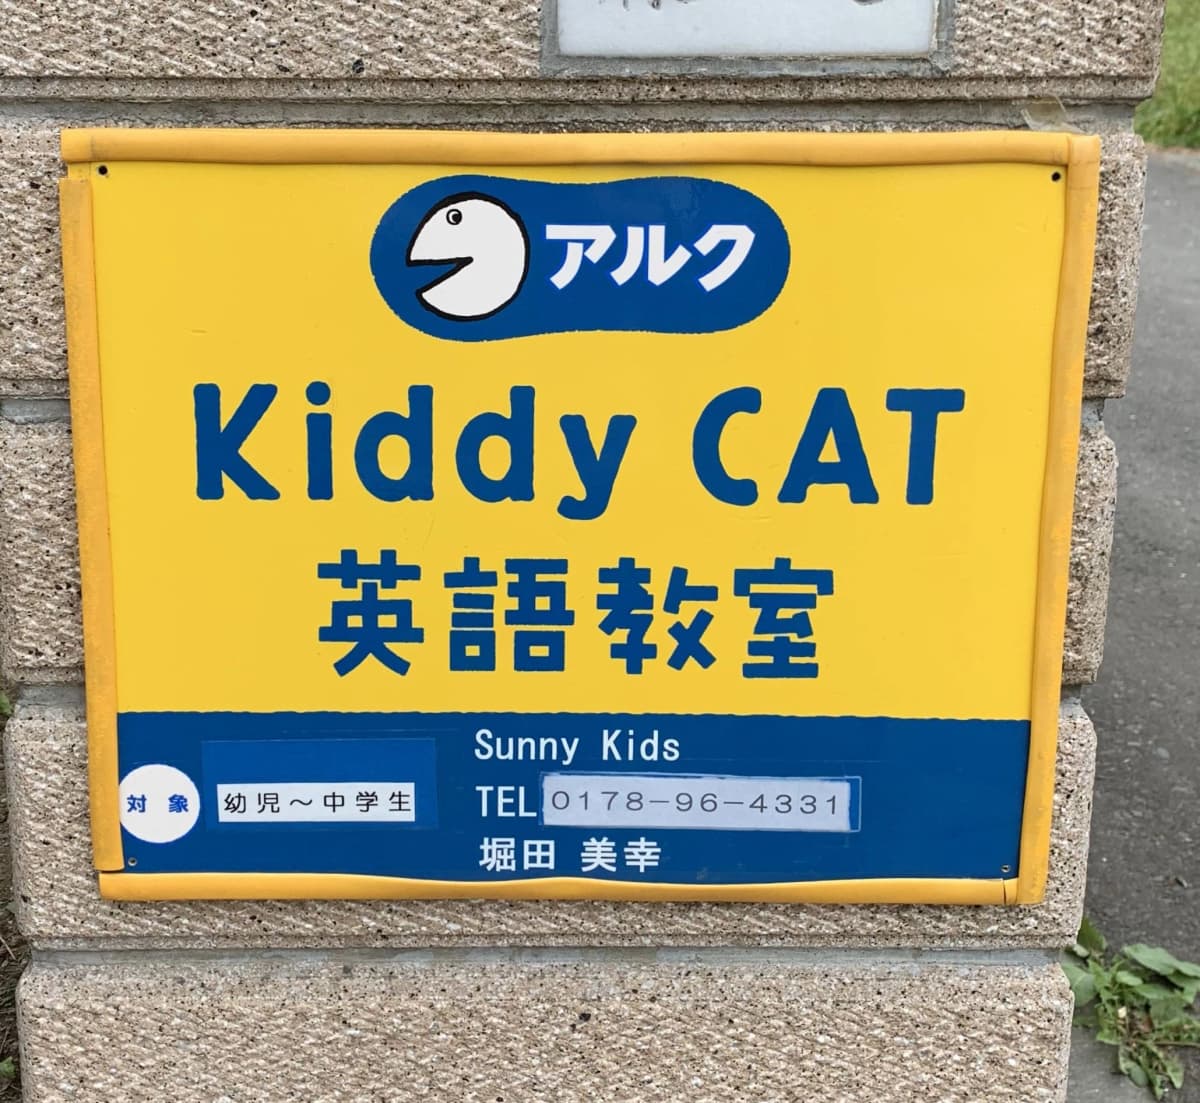 アルク
Kiddy CAT
英語教室
Sunny Kids
対象 幼児～中学生
TEL 0178-96-4331
堀田 美幸